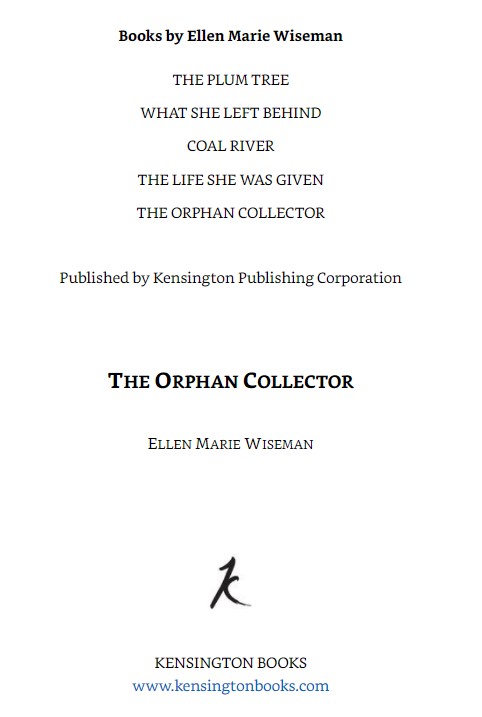 Books by Ellen Marie Wiseman
THE PLUM TREE
WHAT SHE LEFT BEHIND
COAL RIVER
THE LIFE SHE WAS GIVEN
THE ORPHAN COLLECTOR
Published by Kensington Publishing Corporation
THE ORPHAN COLLECTOR
ELLEN MARIE WISEMAN
k
KENSINGTON BOOKS
www.kensingtonbooks.com